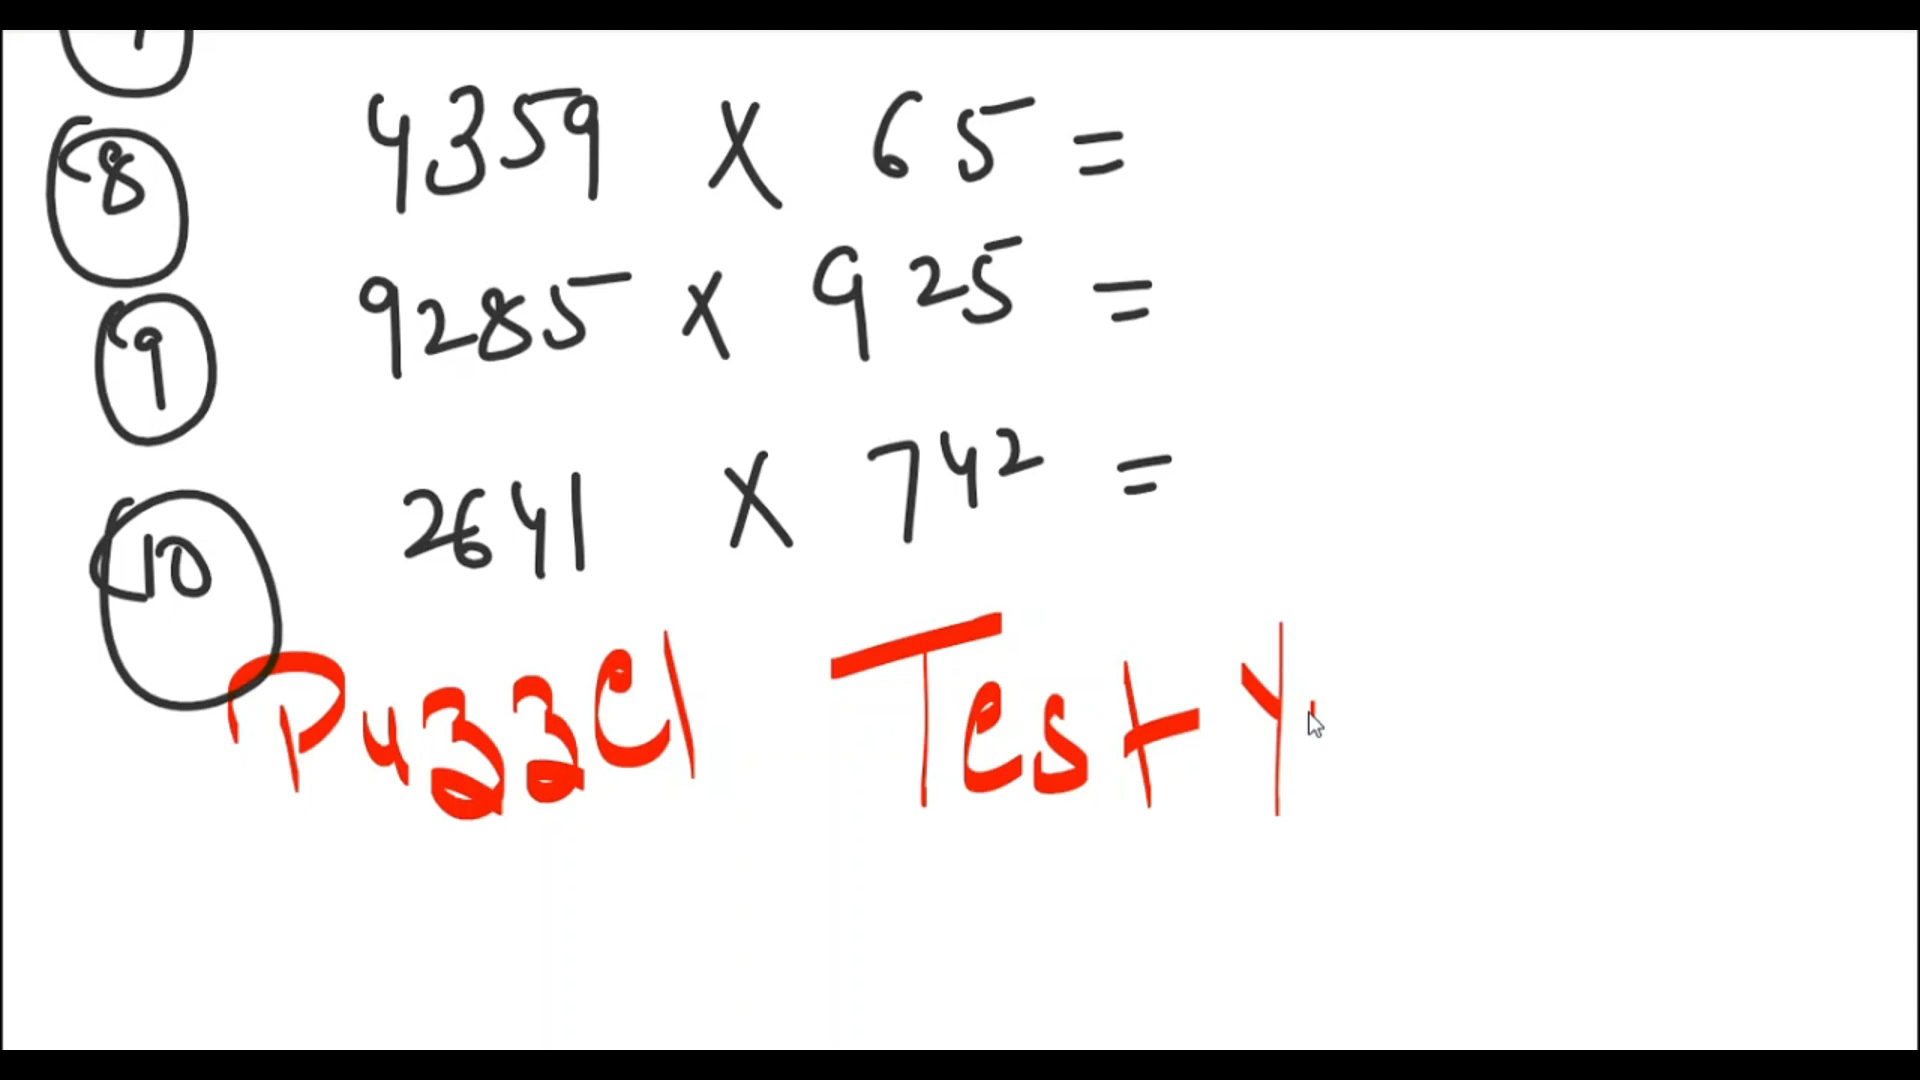 8 4359 x 65 =
9 9285 x 925 =
10 2641 x 742 =
Puzzel Test Y